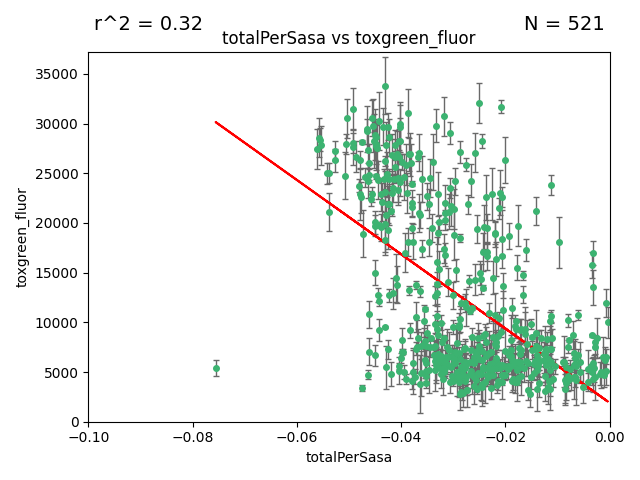 r^2 = 0.32
N = 521
totalPerSasa vs toxgreen_fluor
toxgreen_fluor
35000
30000
25000
20000
15000
10000
5000
0
−0.10
−0.08
−0.06
−0.04
−0.02
0.00
totalPerSasa